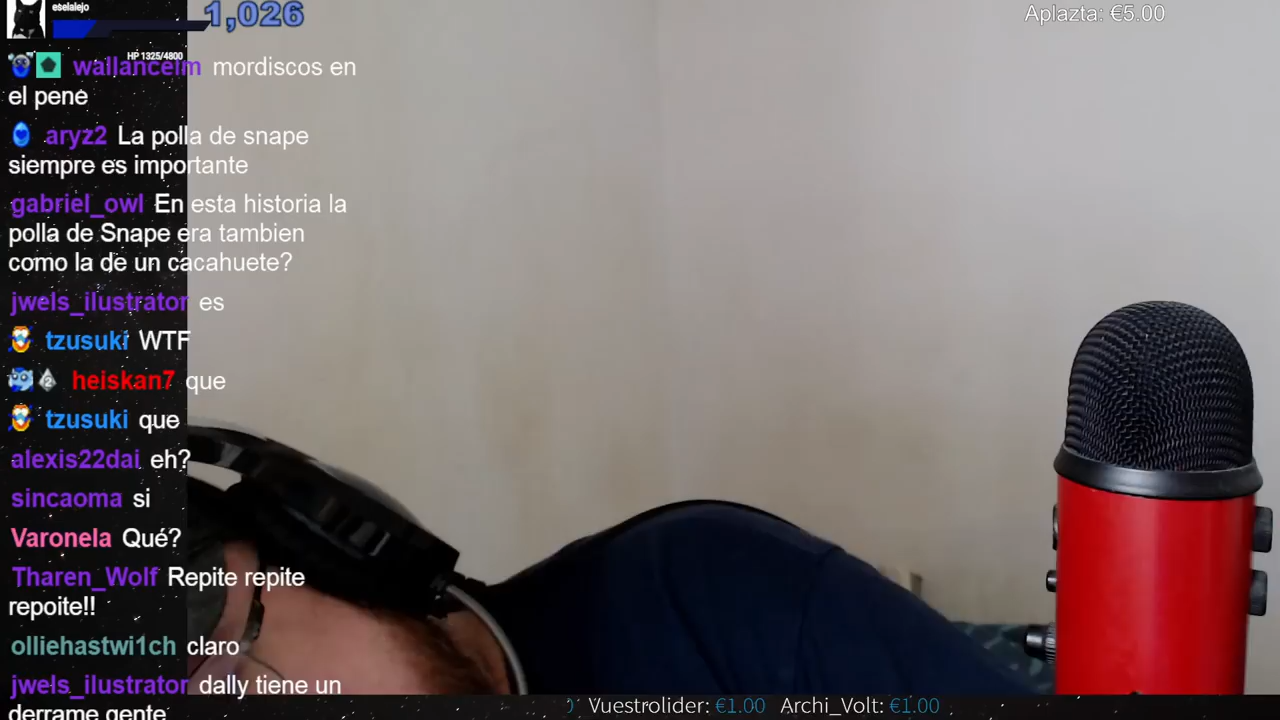 eselalejo
1,026
Aplazta: €5.00
HP 1325/4800
wallanceim mordiscos en
el pene
aryz2 La polla de snape
siempre es importante
gabriel_owl En esta historia la
polla de Snape era tambien
como la de un cacahuete?
jwels_ilustrator es
tzusuki WTF
heiskan7 que
tzusuki que
alexis22dai eh?
sincaoma si
Varonela Qué?
Tharen_Wolf Repite repite
repoite!!
olliehastwi1ch claro
jwels_ilustrator dally tiene un
derrame gente
Vuestrolider: €1.00 Archi_Volt: €1.00